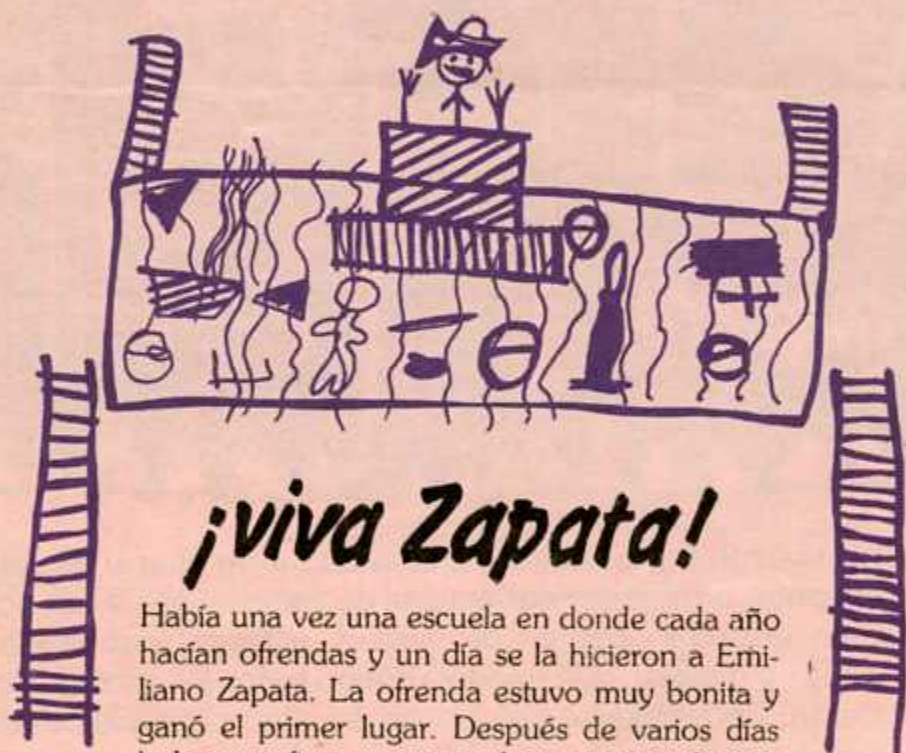 ¡viva Zapata!
Había una vez una escuela en donde cada año
hacían ofrendas y un día se la hicieron a Emi-
liano Zapata. La ofrenda estuvo muy bonita y
ganó el primer lugar. Después de varios días